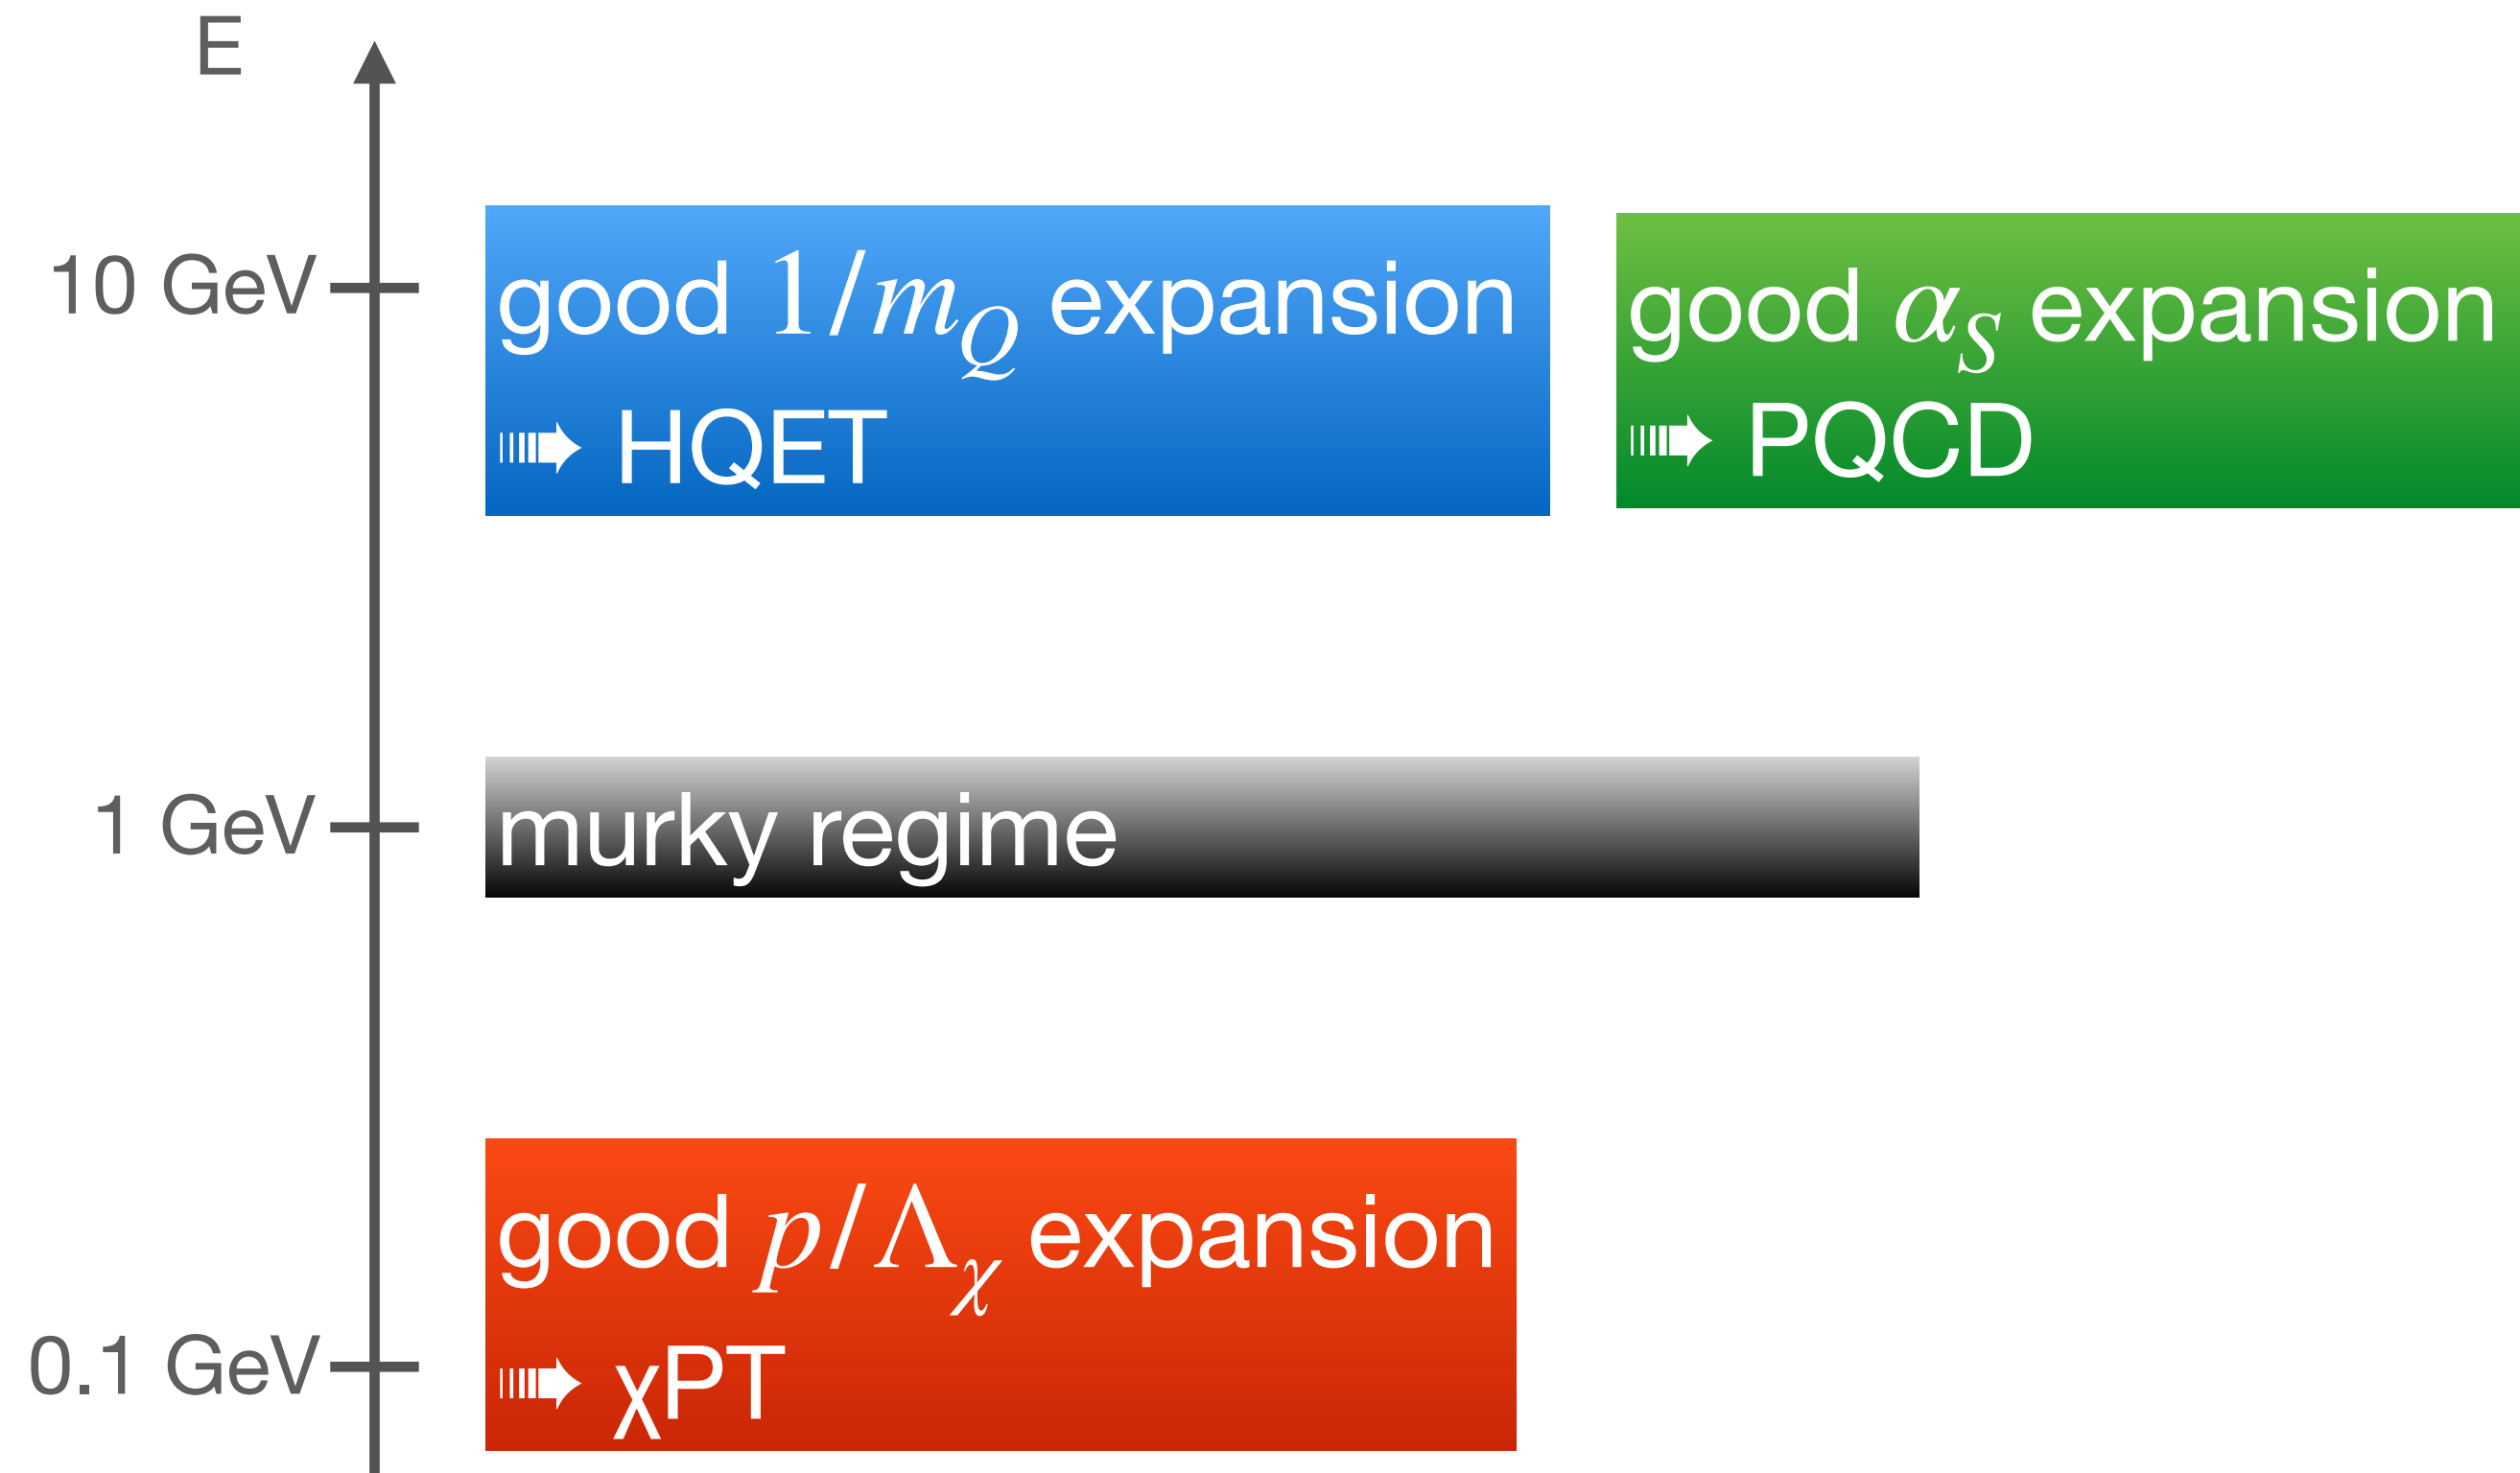 E
10 GeV
good 1/m_Q expansion
➠ HQET
good α_S expansion
➠ PQCD
1 GeV
murky regime
good p/Λ_χ expansion
➠ χPT
0.1 GeV